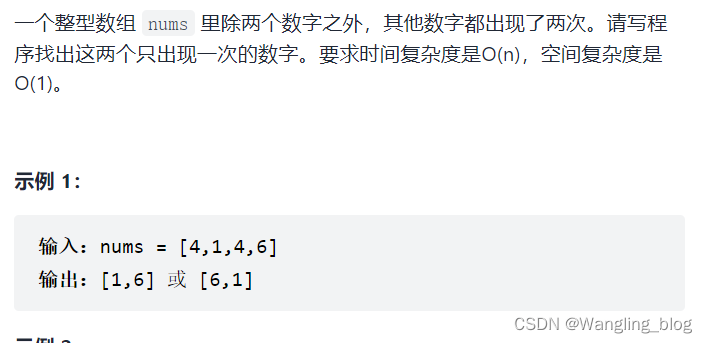 一个整型数组 nums 里除两个数字之外，其他数字都出现了两次。请写程
序找出这两个只出现一次的数字。要求时间复杂度是O(n)，空间复杂度是
O(1)。
示例 1：
输入：nums = [4,1,4,6]
输出：[1,6] 或 [6,1]
CSDN @Wangling_blog